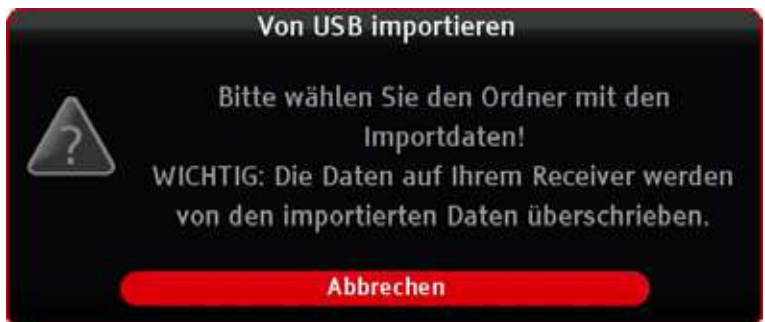 Von USB importieren
Bitte wählen Sie den Ordner mit den
Importdaten!
WICHTIG: Die Daten auf Ihrem Receiver werden
von den importierten Daten überschrieben.
Abbrechen